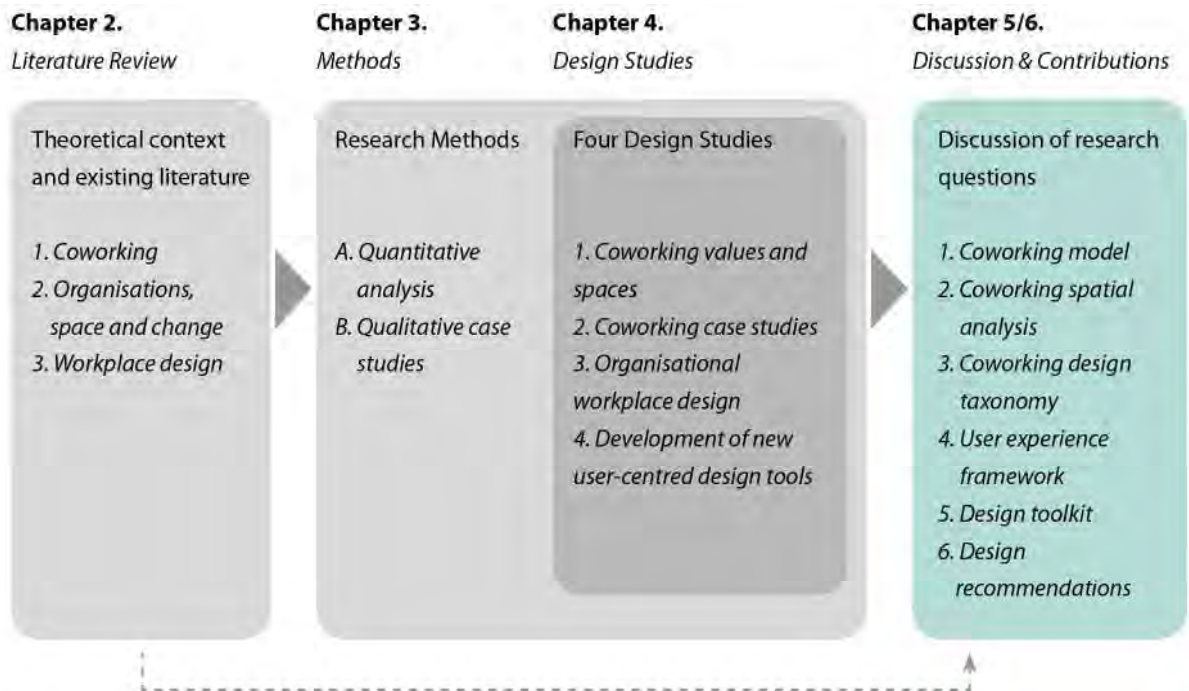 Chapter 2.
Literature Review
Theoretical context
and existing literature
1. Coworking
2. Organisations,
space and change
3. Workplace design
Chapter 3.
Methods
Research Methods
A. Quantitative
analysis
B. Qualitative case
studies
Chapter 4.
Design Studies
Four Design Studies
1. Coworking values and
spaces
2. Coworking case studies
3. Organisational
workplace design
4. Development of new
user-centred design tools
Chapter 5/6.
Discussion & Contributions
Discussion of research
questions
1. Coworking model
2. Coworking spatial
analysis
3. Coworking design
taxonomy
4. User experience
framework
5. Design toolkit
6. Design
recommendations